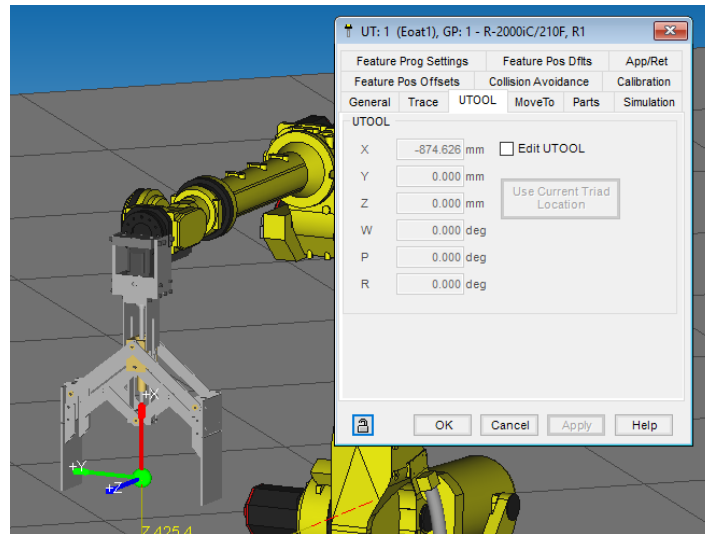 UT: 1 (Eoat1), GP: 1 - R-2000iC/210F, R1
Feature Prog Settings Feature Pos Dflts App/Ret
Feature Pos Offsets Collision Avoidance Calibration
General Trace UTOOL MoveTo Parts Simulation
UTOOL
X -874.626 mm Edit UTOOL
Y 0.000 mm
Z 0.000 mm
Use Current Triad
Location
W 0.000 deg
P 0.000 deg
R 0.000 deg
OK Cancel Apply Help
+X
+Y
+Z
Z 425.4